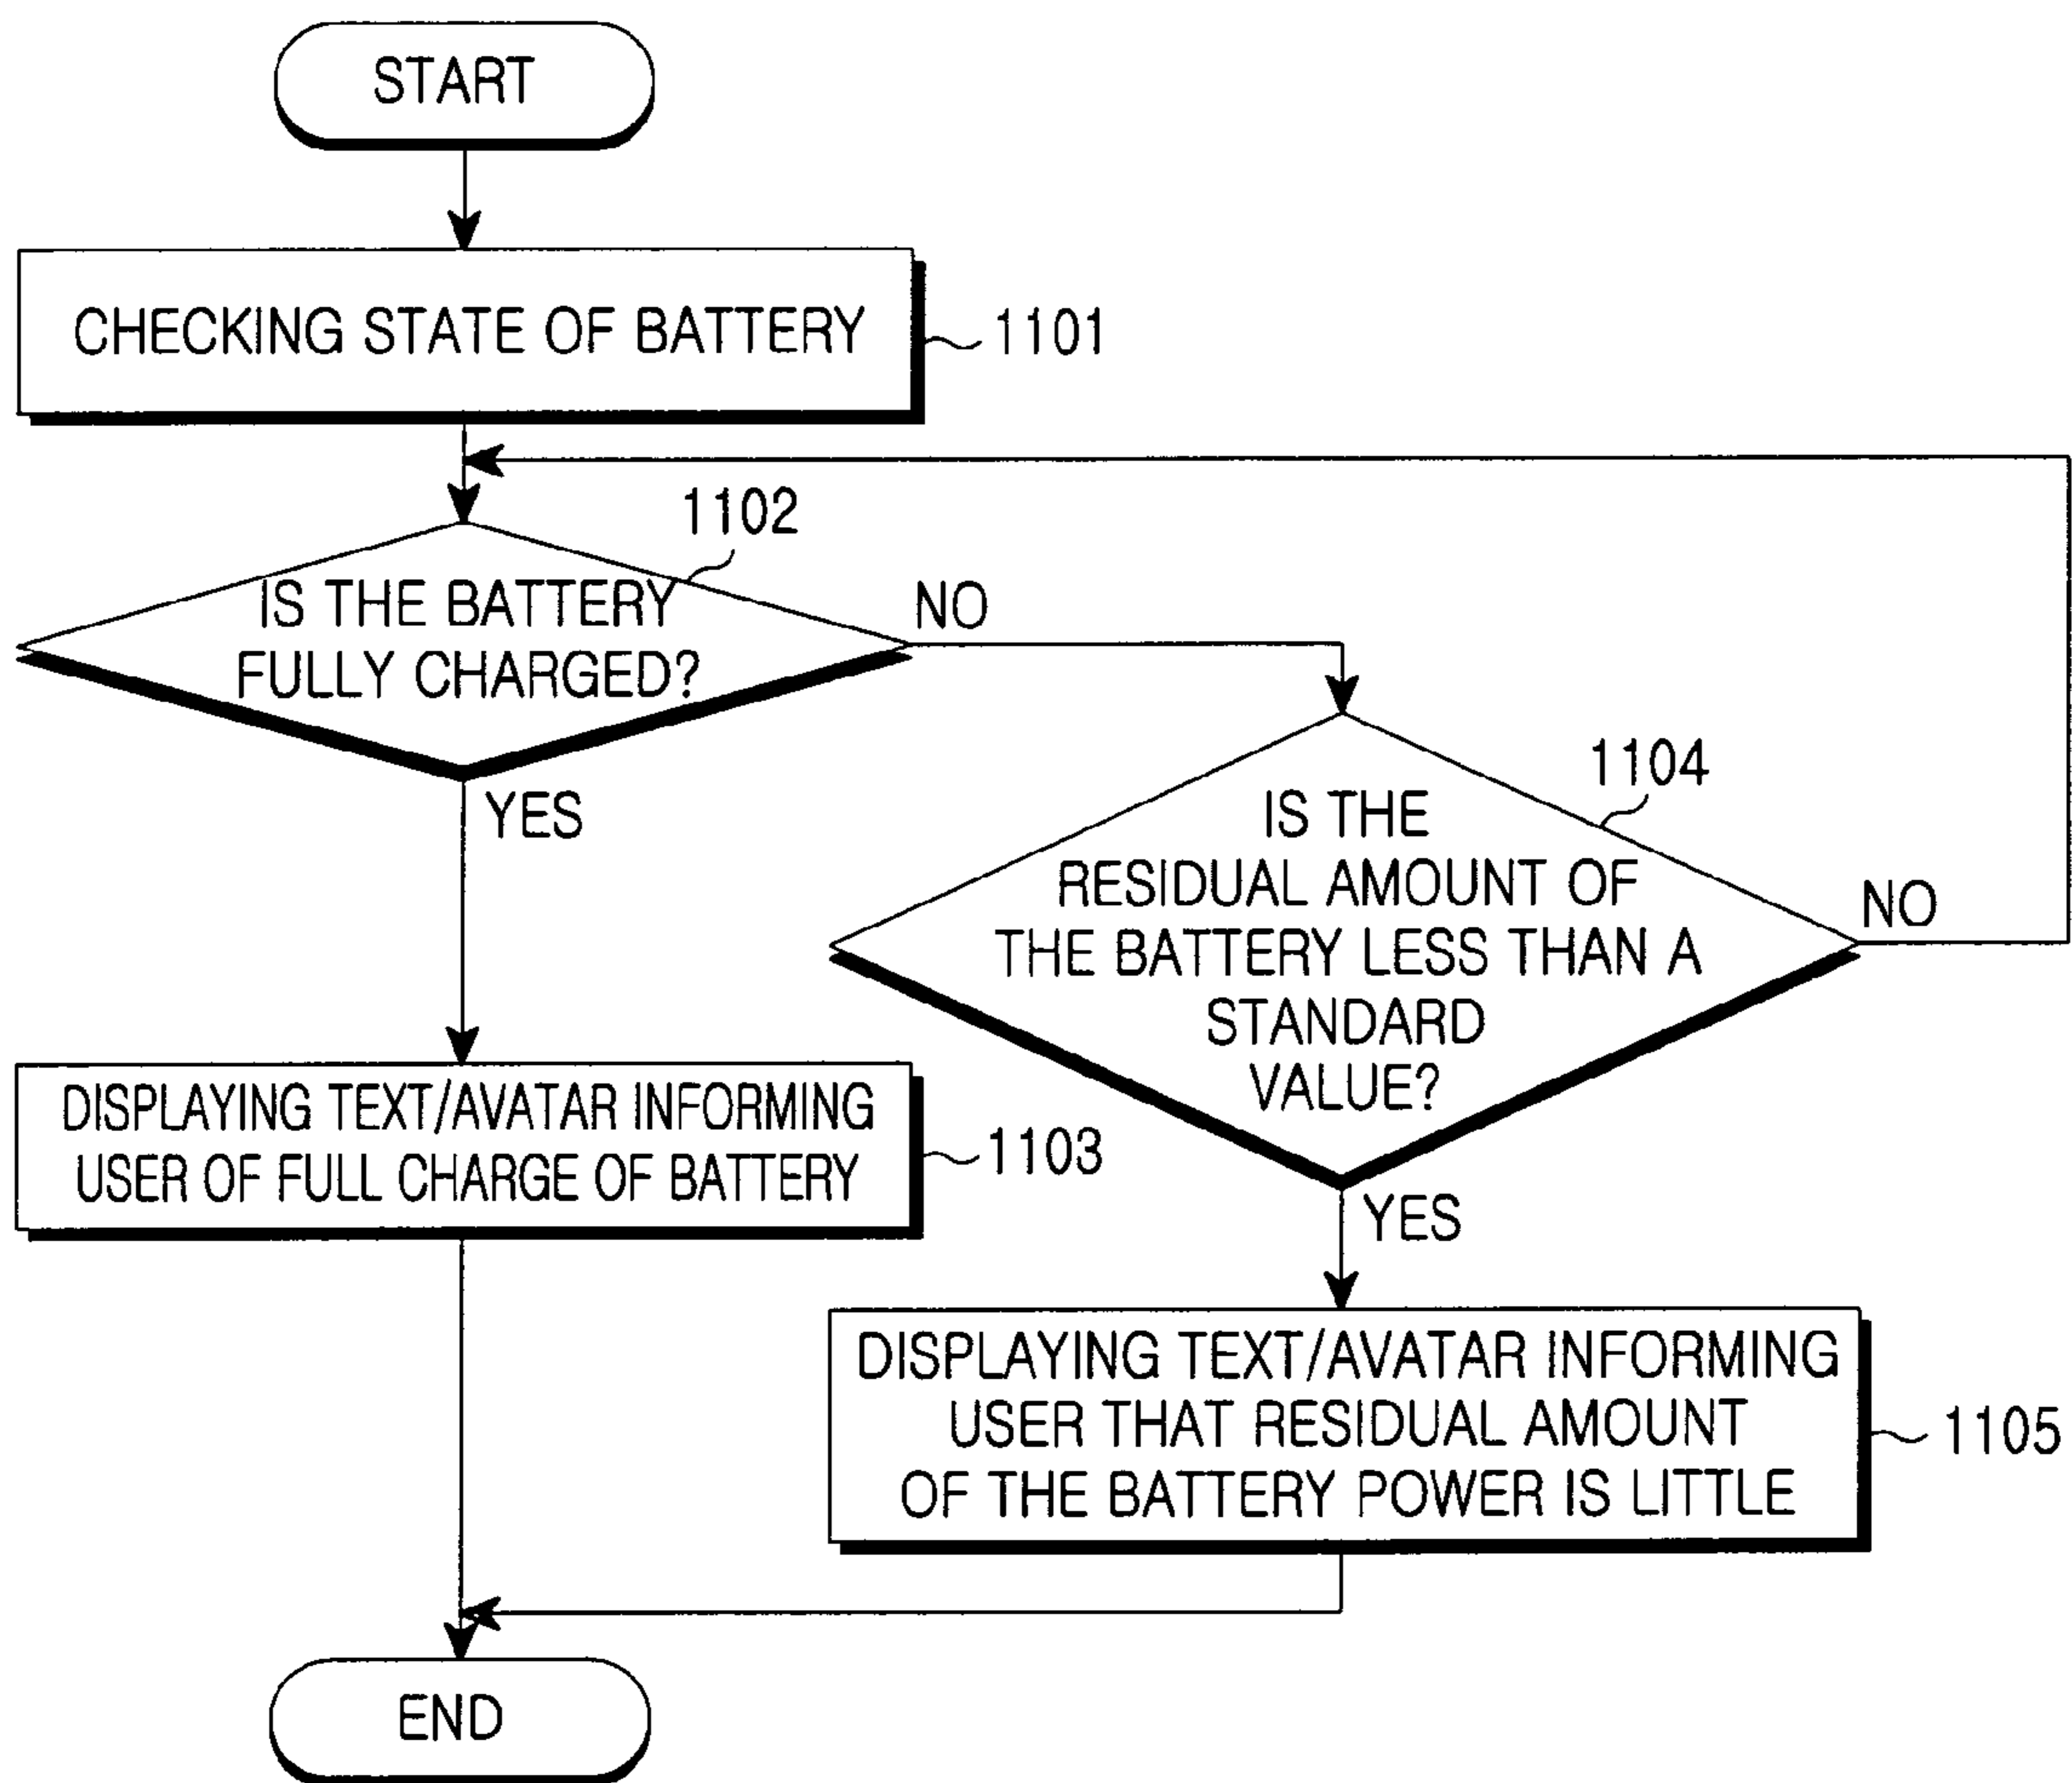 START
CHECKING STATE OF BATTERY
1101
1102
IS THE BATTERY
FULLY CHARGED?
NO
YES
1104
IS THE
RESIDUAL AMOUNT OF
THE BATTERY LESS THAN A
STANDARD
VALUE?
NO
YES
DISPLAYING TEXT/AVATAR INFORMING
USER OF FULL CHARGE OF BATTERY
1103
DISPLAYING TEXT/AVATAR INFORMING
USER THAT RESIDUAL AMOUNT
OF THE BATTERY POWER IS LITTLE
1105
END